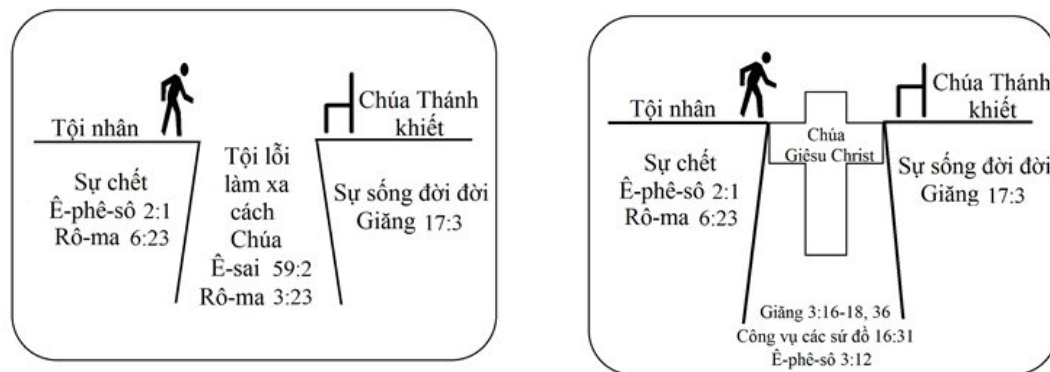 Tội nhân
Sự chết
Ê-phê-sô 2:1
Rô-ma 6:23
Tội lỗi
làm xa
cách
Chúa
Ê-sai 59:2
Rô-ma 3:23
Chúa Thánh
khiết
Sự sống đời đời
Giăng 17:3
Tội nhân
Sự chết
Ê-phê-sô 2:1
Rô-ma 6:23
Chúa
Giêsu Christ
Giăng 3:16-18, 36
Công vụ các sứ đồ 16:31
Ê-phê-sô 3:12
Chúa Thánh
khiết
Sự sống đời đời
Giăng 17:3